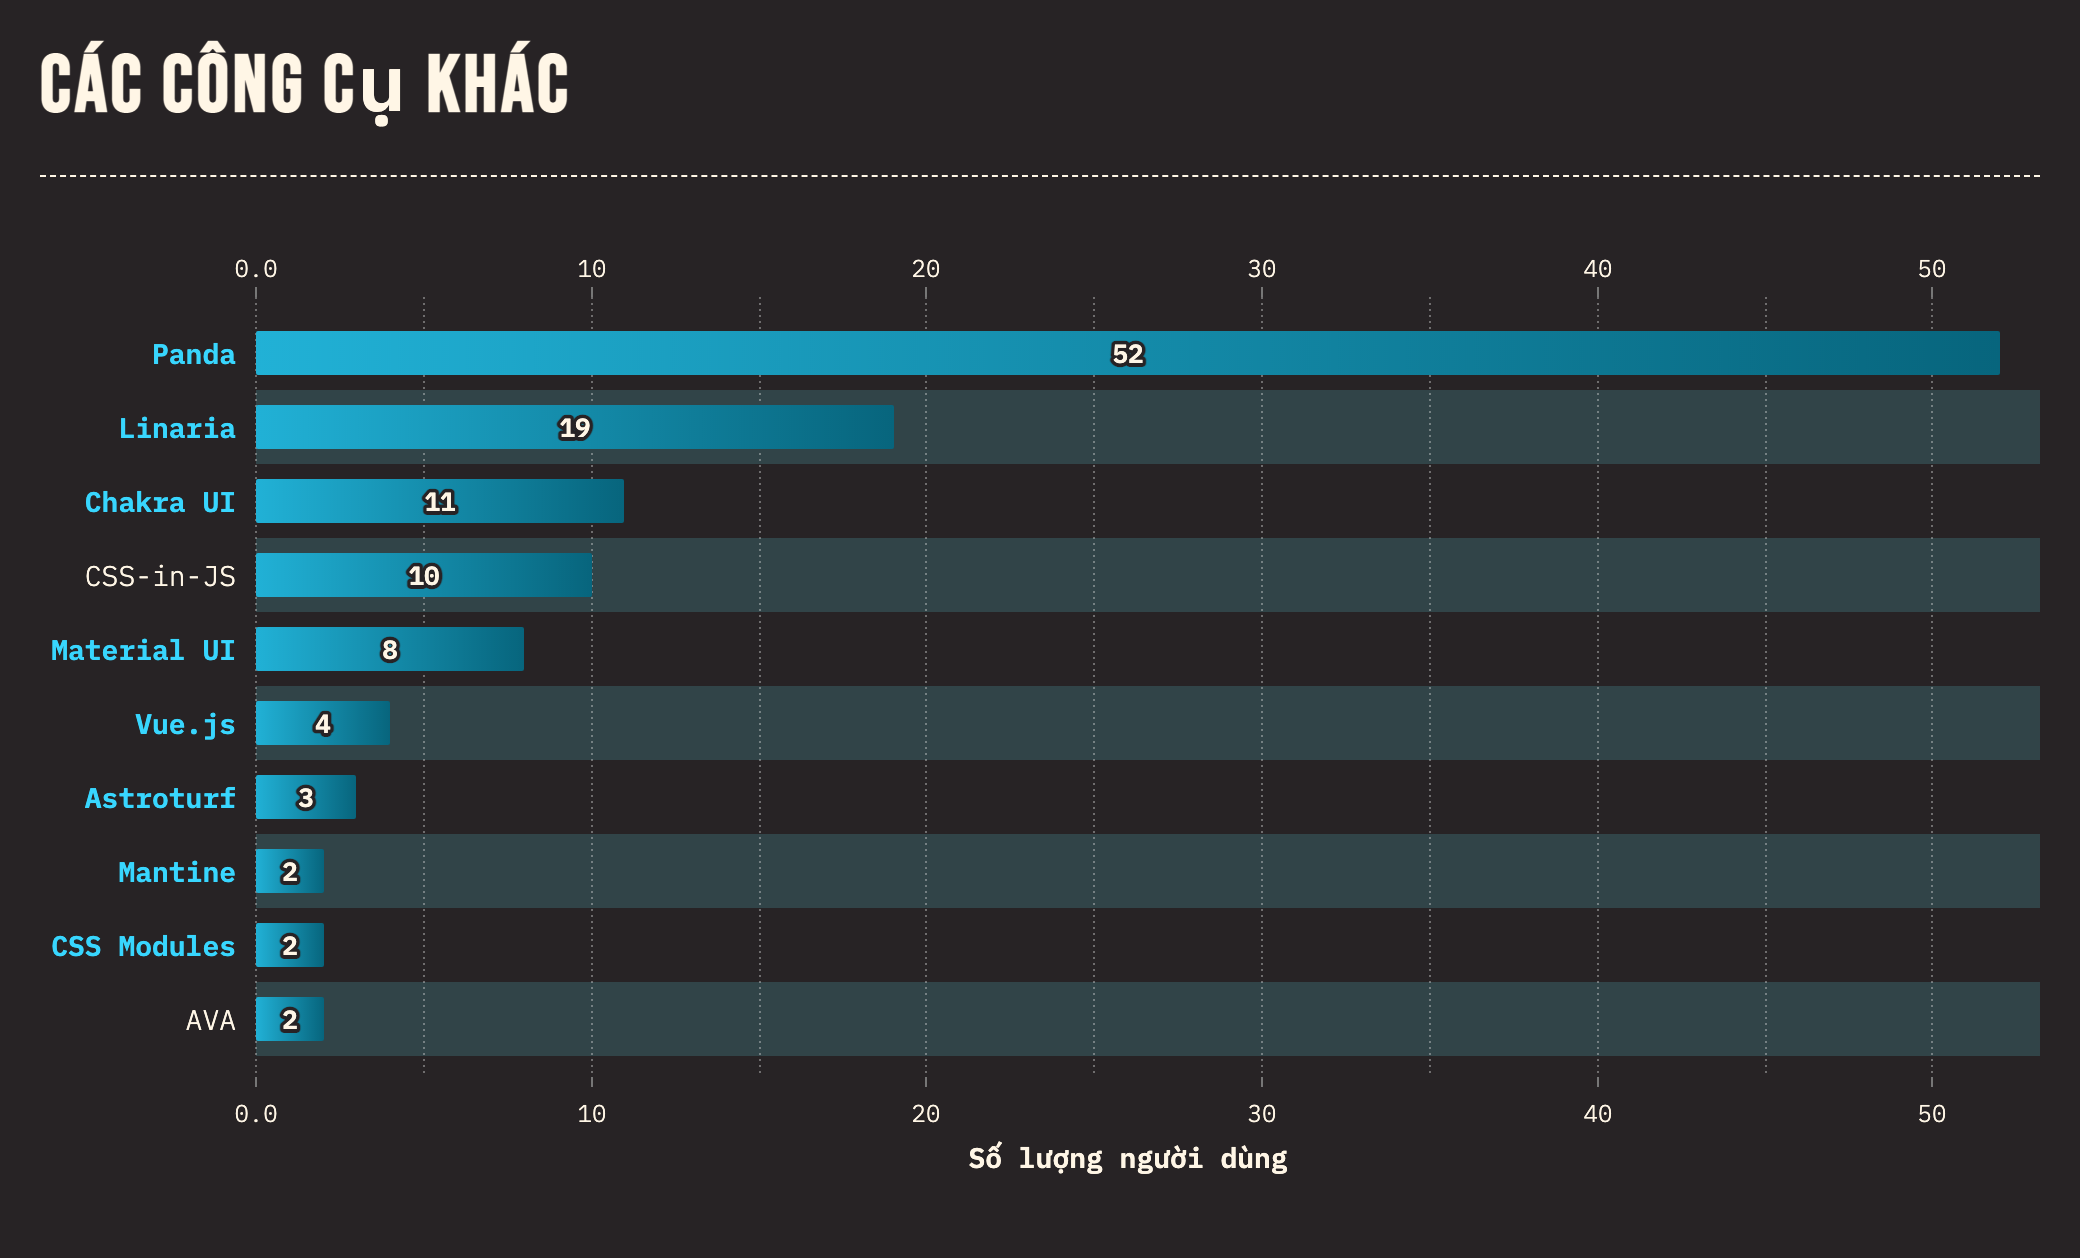 CÁC CÔNG Cụ KHÁC
0.0 10 20 30 40 50
Panda 52
Linaria 19
Chakra UI 11
CSS-in-JS 10
Material UI 8
Vue.js 4
Astroturf 3
Mantine 2
CSS Modules 2
AVA 2
0.0 10 20 30 40 50
Số lượng người dùng